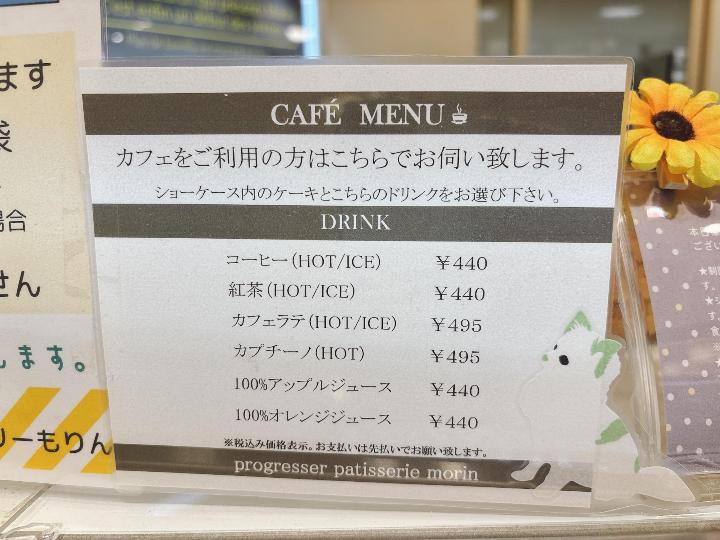 CAFÉ MENU
カフェをご利用の方はこちらでお伺い致します。
ショーケース内のケーキとこちらのドリンクをお選び下さい。
DRINK
コーヒー(HOT/ICE) ¥440
紅茶(HOT/ICE) ¥440
カフェラテ(HOT/ICE) ¥495
カプチーノ(HOT) ¥495
100%アップルジュース ¥440
100%オレンジジュース ¥440
※税込み価格表示。お支払いは先払いでお願い致します。
progresser patisserie morin
ます
袋
場合
せん
します。
リーもりん